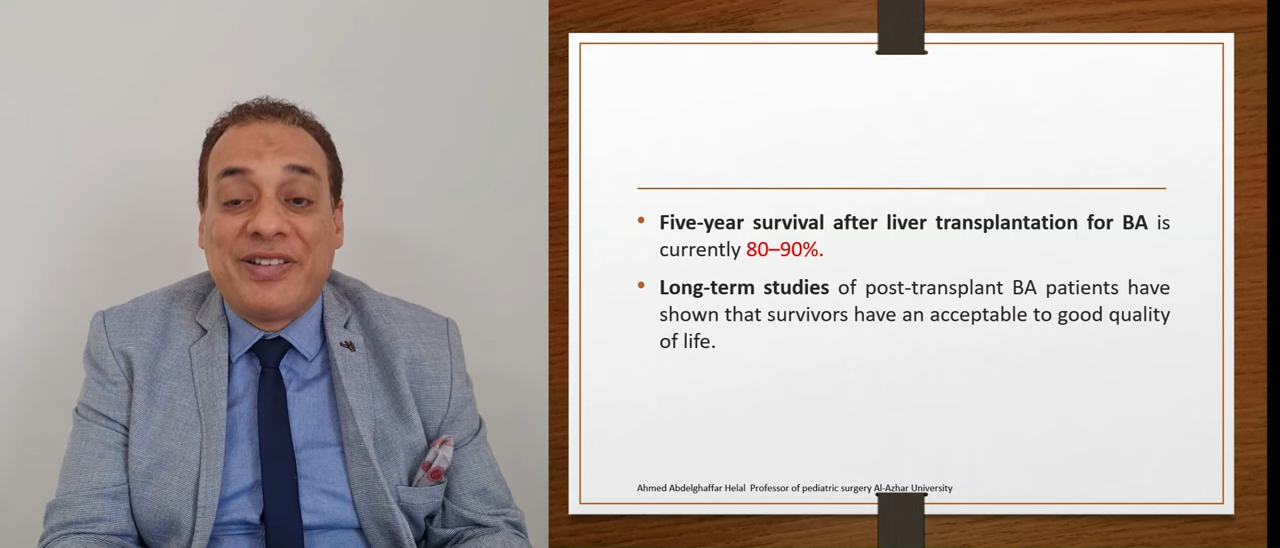 Five-year survival after liver transplantation for BA is
currently 80–90%.
Long-term studies of post-transplant BA patients have
shown that survivors have an acceptable to good quality
of life.
Ahmed Abdelghaffar Helal Professor of pediatric surgery Al-Azhar University